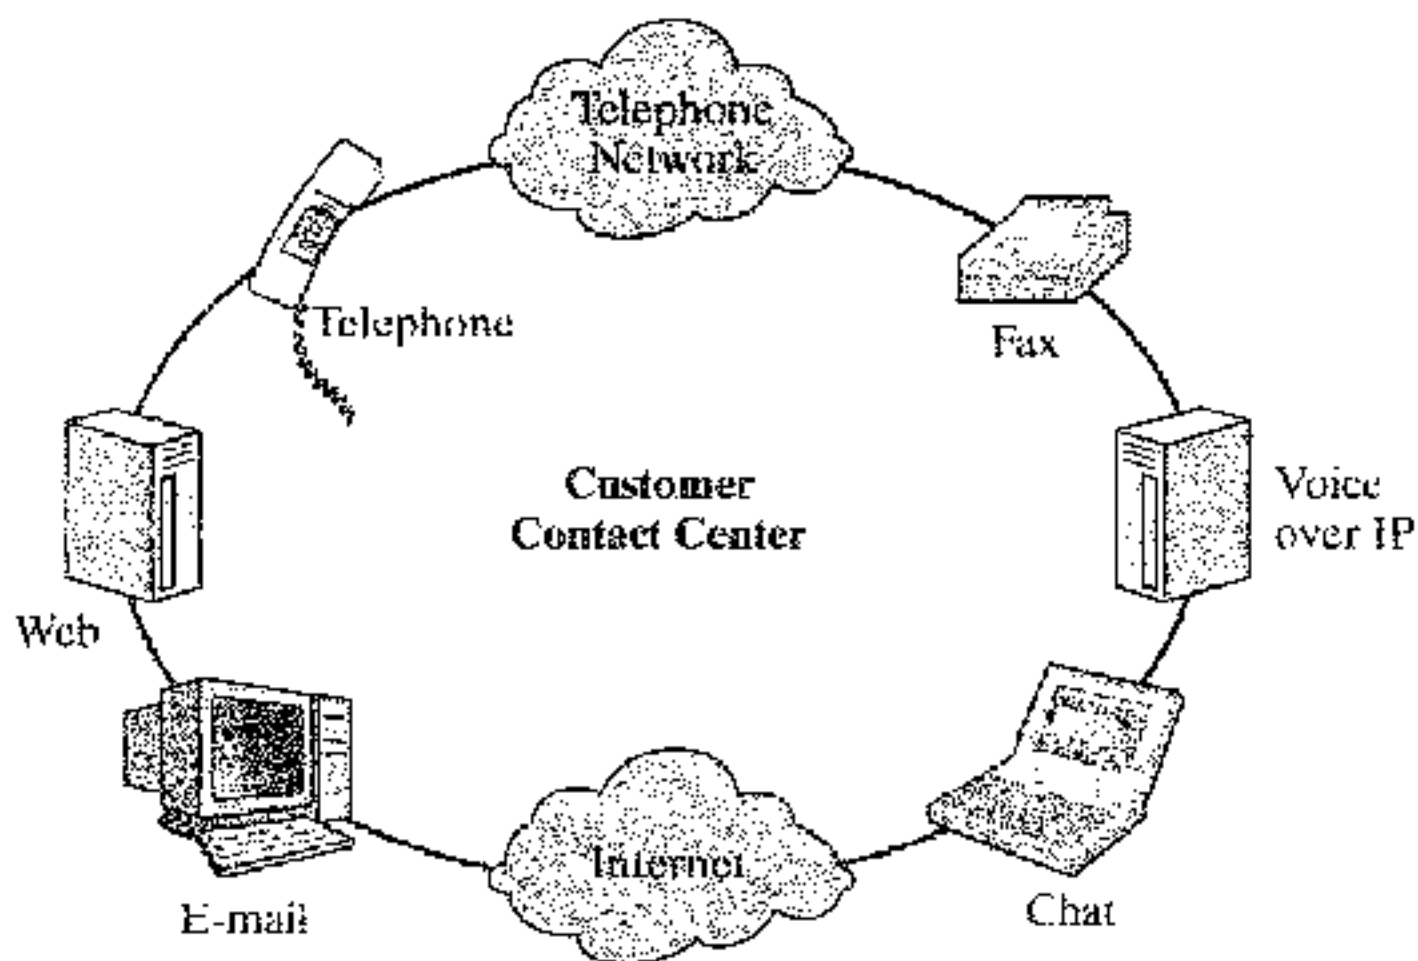 Telephone
Network
Telephone
Fax
Customer
Contact Center
Voice
over IP
Web
Internet
E-mail
Chat